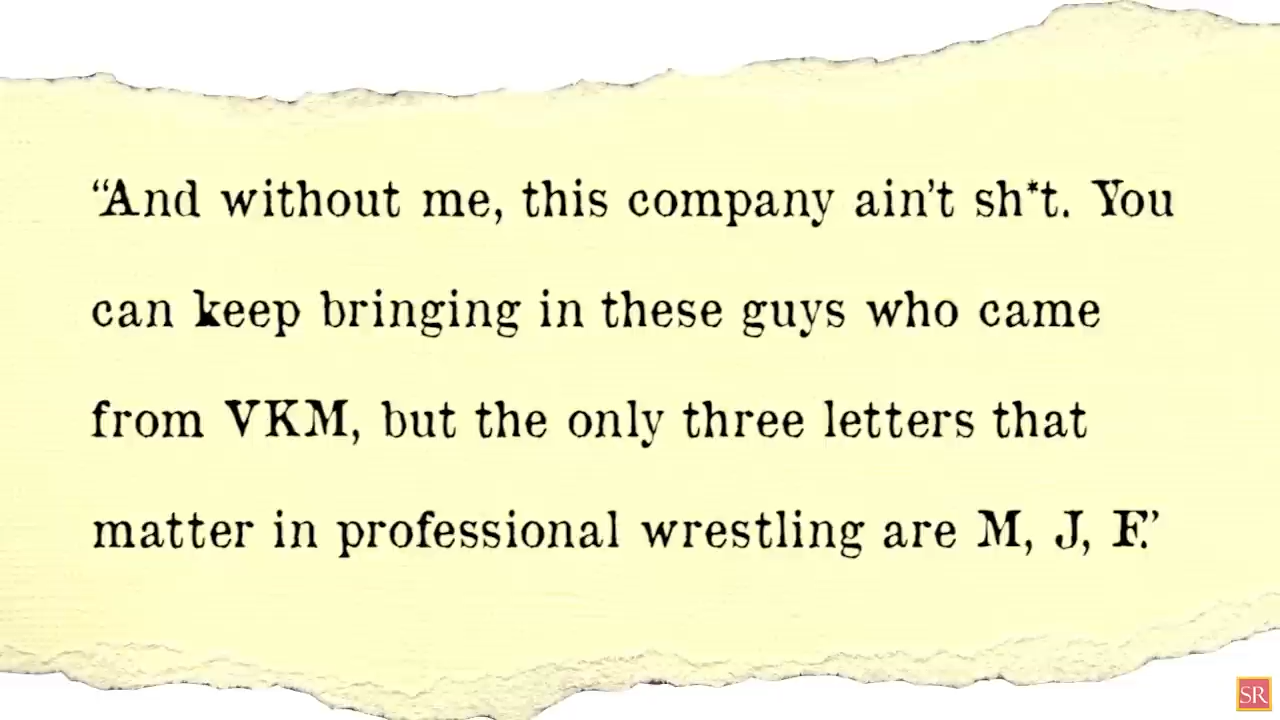 “And without me, this company ain’t sh*t. You
can keep bringing in these guys who came
from VKM, but the only three letters that
matter in professional wrestling are M, J, F.”
SR